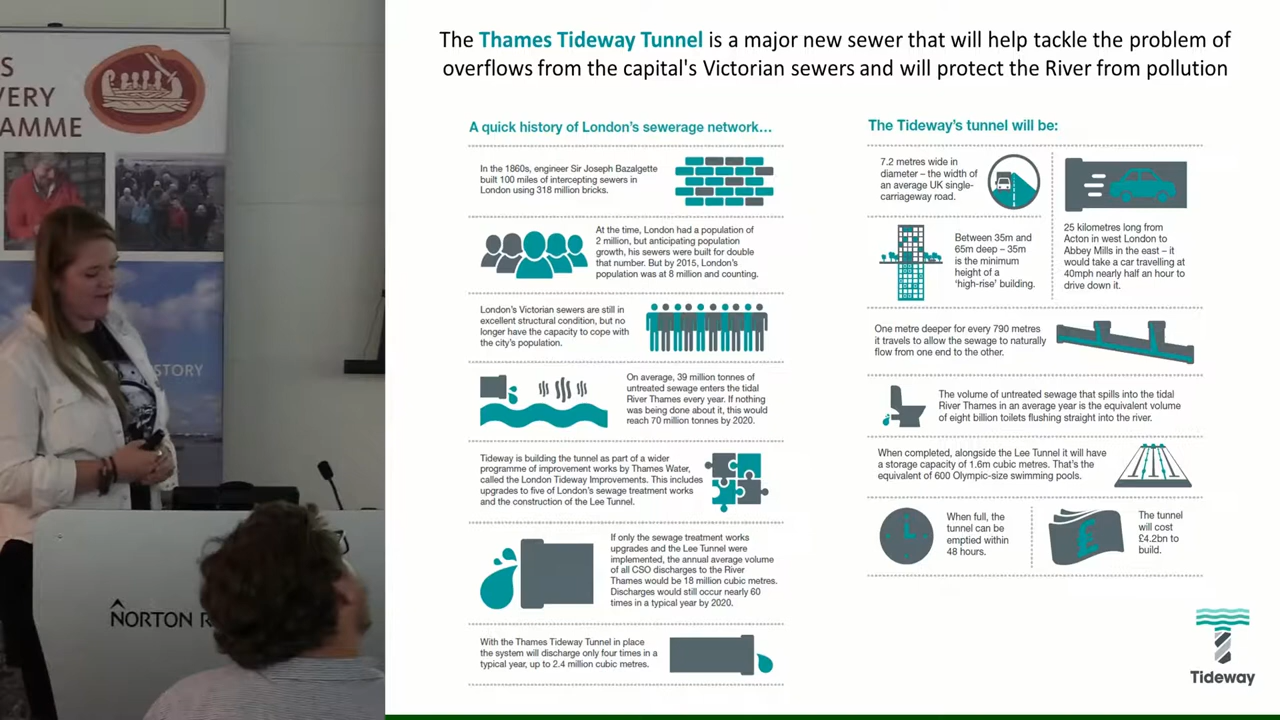 S
VERY
AMME
STORY
NORTON R
The Thames Tideway Tunnel is a major new sewer that will help tackle the problem of
overflows from the capital's Victorian sewers and will protect the River from pollution
A quick history of London's sewerage network...
In the 1860s, engineer Sir Joseph Bazalgette
built 100 miles of intercepting sewers in
London using 318 million bricks.
At the time, London had a population of
2 million, but anticipating population
growth, his sewers were built for double
that number. But by 2015, London's
population was at 8 million and counting.
London's Victorian sewers are still in
excellent structural condition, but no
longer have the capacity to cope with
the city's population.
On average, 39 million tonnes of
untreated sewage enters the tidal
River Thames every year. If nothing
was being done about it, this would
reach 70 million tonnes by 2020.
Tideway is building the tunnel as part of a wider
programme of improvement works by Thames Water,
called the London Tideway Improvements. This includes
upgrades to five of London's sewage treatment works
and the construction of the Lee Tunnel.
If only the sewage treatment works
upgrades and the Lee Tunnel were
implemented, the annual average volume
of all CSO discharges to the River
Thames would be 18 million cubic metres.
Discharges would still occur nearly 60
times in a typical year by 2020.
With the Thames Tideway Tunnel in place
the system will discharge only four times in a
typical year, up to 2.4 million cubic metres.
The Tideway's tunnel will be:
7.2 metres wide in
diameter – the width of
an average UK single-
carriageway road.
25 kilometres long from
Acton in west London to
Abbey Mills in the east – it
would take a car travelling at
40mph nearly half an hour to
drive down it.
Between 35m and
65m deep – 35m
is the minimum
height of a
'high-rise' building.
One metre deeper for every 790 metres
it travels to allow the sewage to naturally
flow from one end to the other.
The volume of untreated sewage that spills into the tidal
River Thames in an average year is the equivalent volume
of eight billion toilets flushing straight into the river.
When completed, alongside the Lee Tunnel it will have
a storage capacity of 1.6m cubic metres. That's the
equivalent of 600 Olympic-size swimming pools.
When full, the
tunnel can be
emptied within
48 hours.
£
The tunnel
will cost
£4.2bn to
build.
Tideway